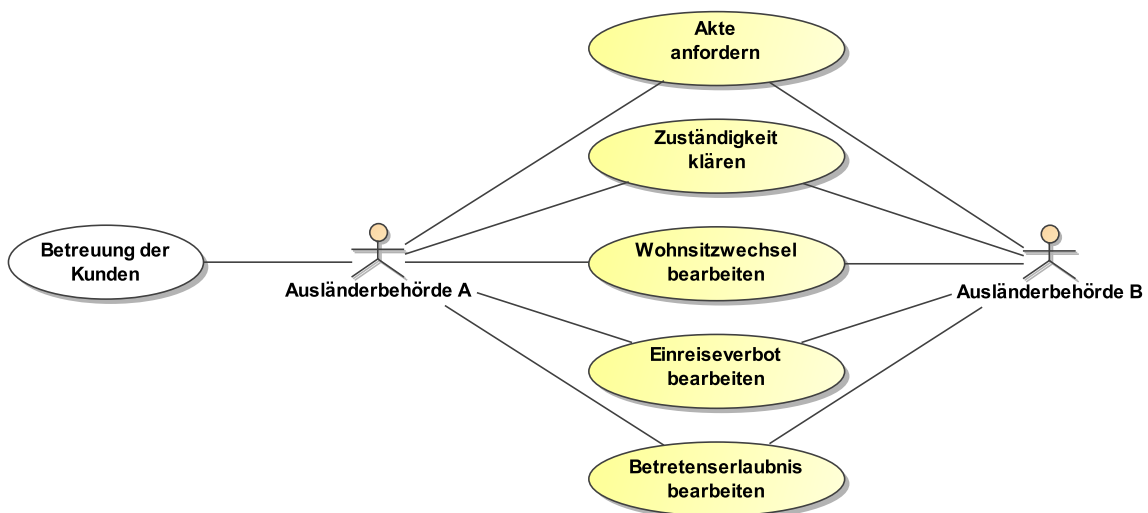 Akte
anfordern
Zuständigkeit
klären
Betreuung der
Kunden
Ausländerbehörde A
Wohnsitzwechsel
bearbeiten
Ausländerbehörde B
Einreiseverbot
bearbeiten
Betretenserlaubnis
bearbeiten